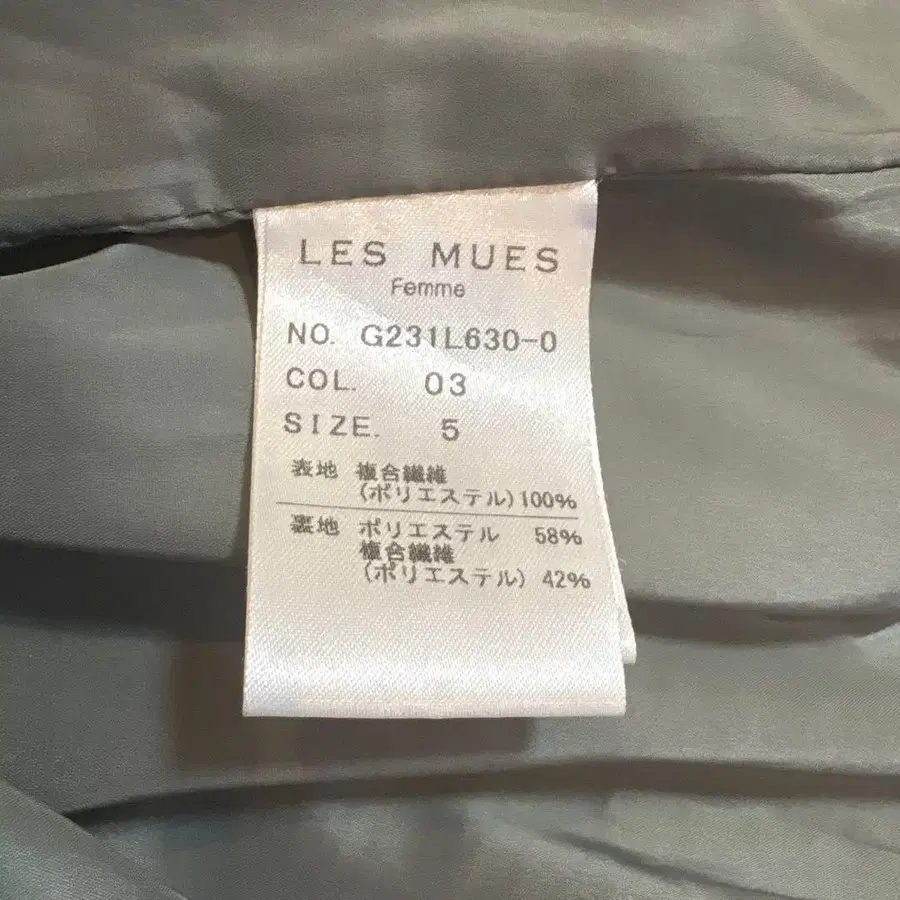 LES MUES
Femme
NO. G231L630-0
COL. 03
SIZE. 5
表地 複合繊維
(ポリエステル) 100%
裏地 ポリエステル 58%
複合繊維
(ポリエステル) 42%